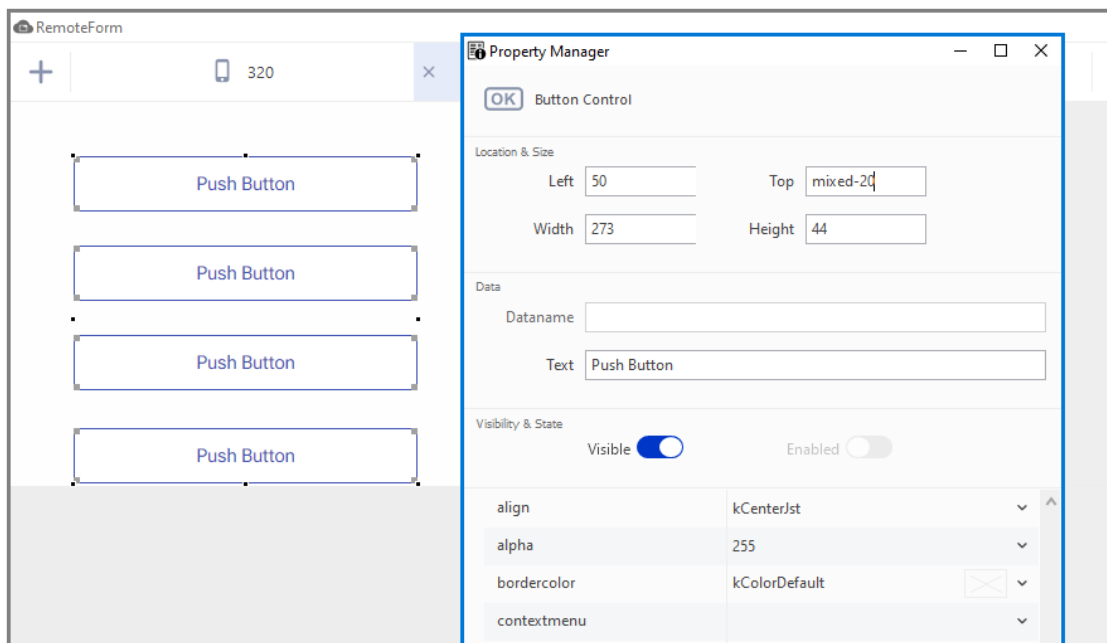 RemoteForm
320
Push Button
Push Button
Push Button
Push Button
Property Manager
OK Button Control
Location & Size
Left 50 Top mixed-20
Width 273 Height 44
Data
Dataname
Text Push Button
Visibility & State
Visible Enabled
align kCenterJst
alpha 255
bordercolor kColorDefault
contextmenu